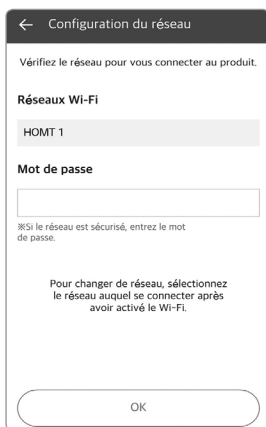 ← Configuration du réseau
Vérifiez le réseau pour vous connecter au produit.
Réseaux Wi-Fi
HOMT 1
Mot de passe
※Si le réseau est sécurisé, entrez le mot
de passe.
Pour changer de réseau, sélectionnez
le réseau auquel se connecter après
avoir activé le Wi-Fi.
OK